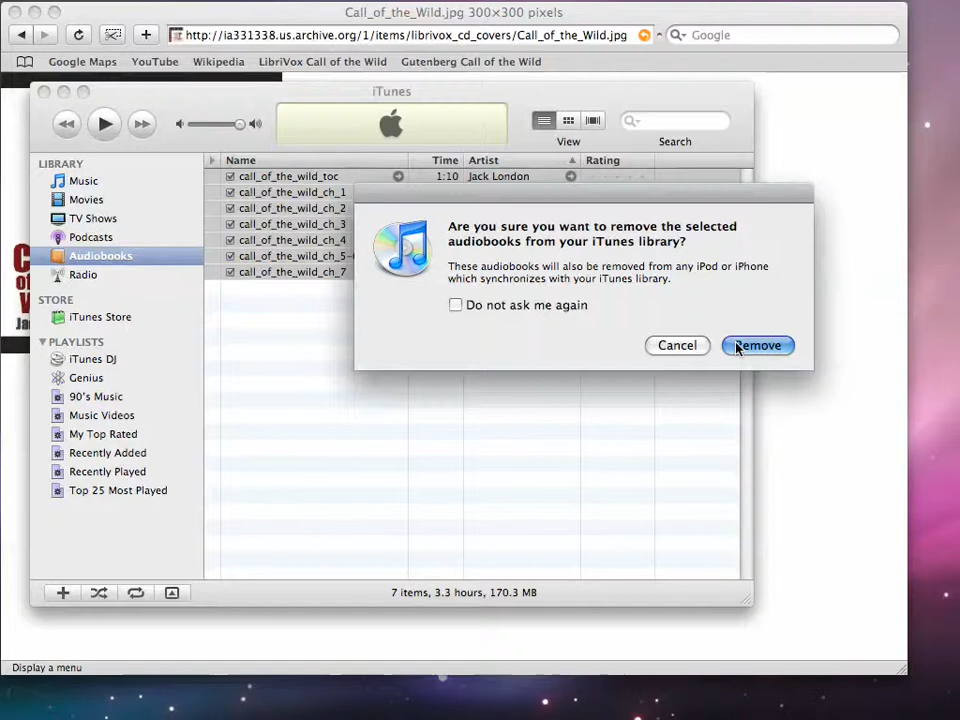 Call_of_the_Wild.jpg 300×300 pixels
http://ia331338.us.archive.org/1/items/librivox_cd_covers/Call_of_the_Wild.jpg
Google
Google Maps YouTube Wikipedia LibriVox Call of the Wild Gutenberg Call of the Wild
iTunes
View
Search
LIBRARY
Music
Movies
TV Shows
Podcasts
Audiobooks
Radio
STORE
iTunes Store
PLAYLISTS
iTunes DJ
Genius
90's Music
Music Videos
My Top Rated
Recently Added
Recently Played
Top 25 Most Played
Name Time Artist Rating
call_of_the_wild_toc 1:10 Jack London
call_of_the_wild_ch_1
call_of_the_wild_ch_2
call_of_the_wild_ch_3
call_of_the_wild_ch_4
call_of_the_wild_ch_5-
call_of_the_wild_ch_7
Are you sure you want to remove the selected
audiobooks from your iTunes library?
These audiobooks will also be removed from any iPod or iPhone
which synchronizes with your iTunes library.
Do not ask me again
Cancel Remove
7 items, 3.3 hours, 170.3 MB
Display a menu